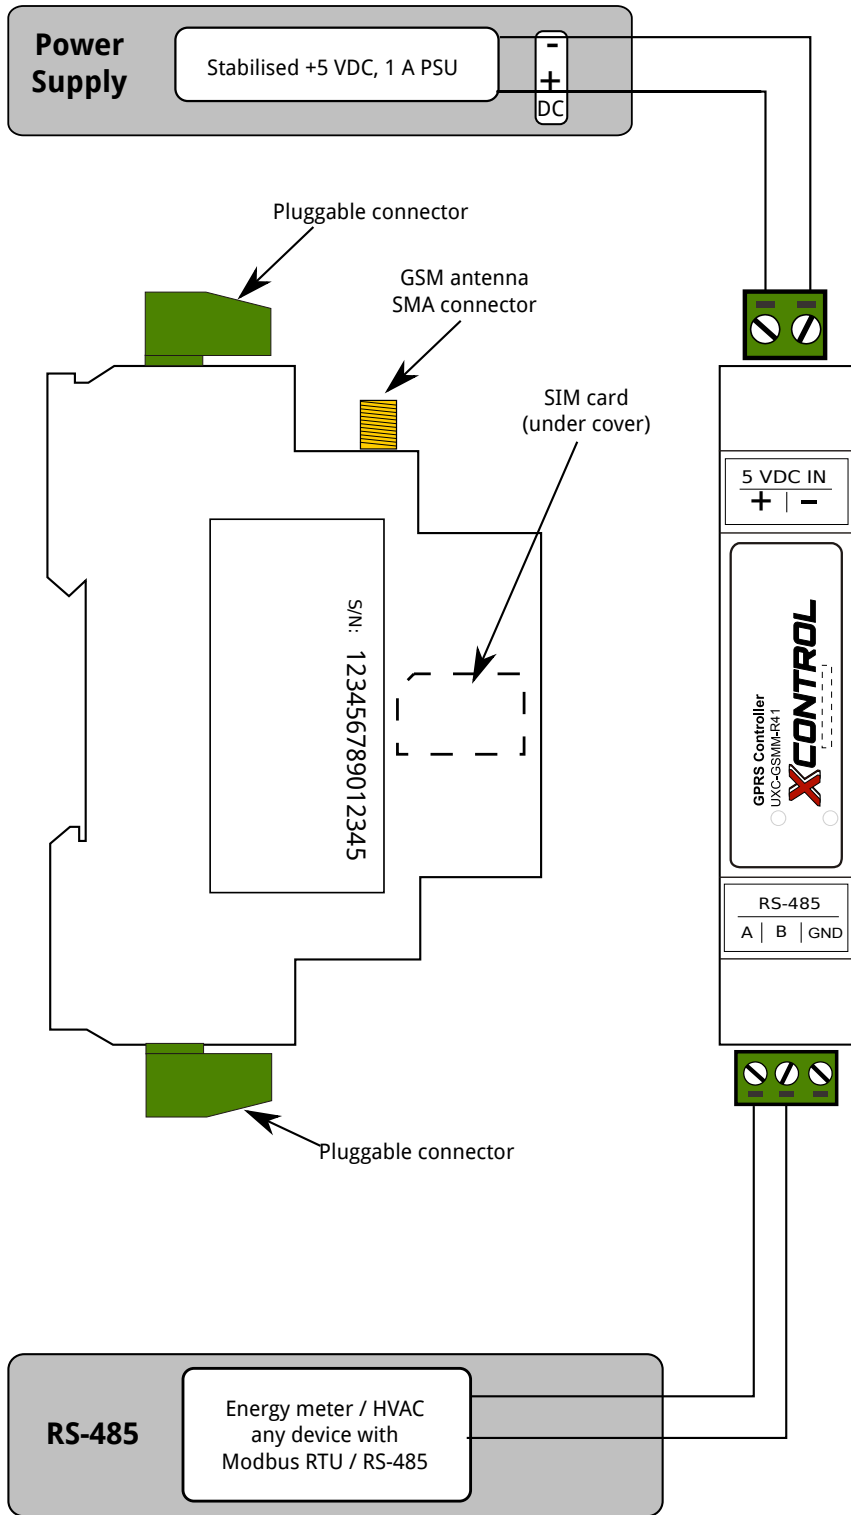 Power
Supply
Stabilised +5 VDC, 1 A PSU
-
+
DC
Pluggable connector
GSM antenna
SMA connector
SIM card
(under cover)
5 VDC IN
+ | -
S/N: 123456789012345
GPRS Controller
UXC-GSMM-R41
XCONTROL
RS-485
A | B | GND
Pluggable connector
RS-485
Energy meter / HVAC
any device with
Modbus RTU / RS-485